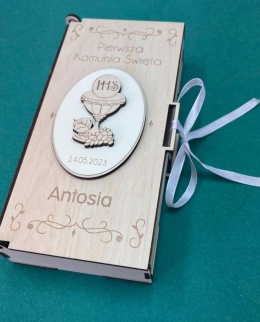 Pierwsza
Komunia Święta
IHS
14.05.2023
Antosia